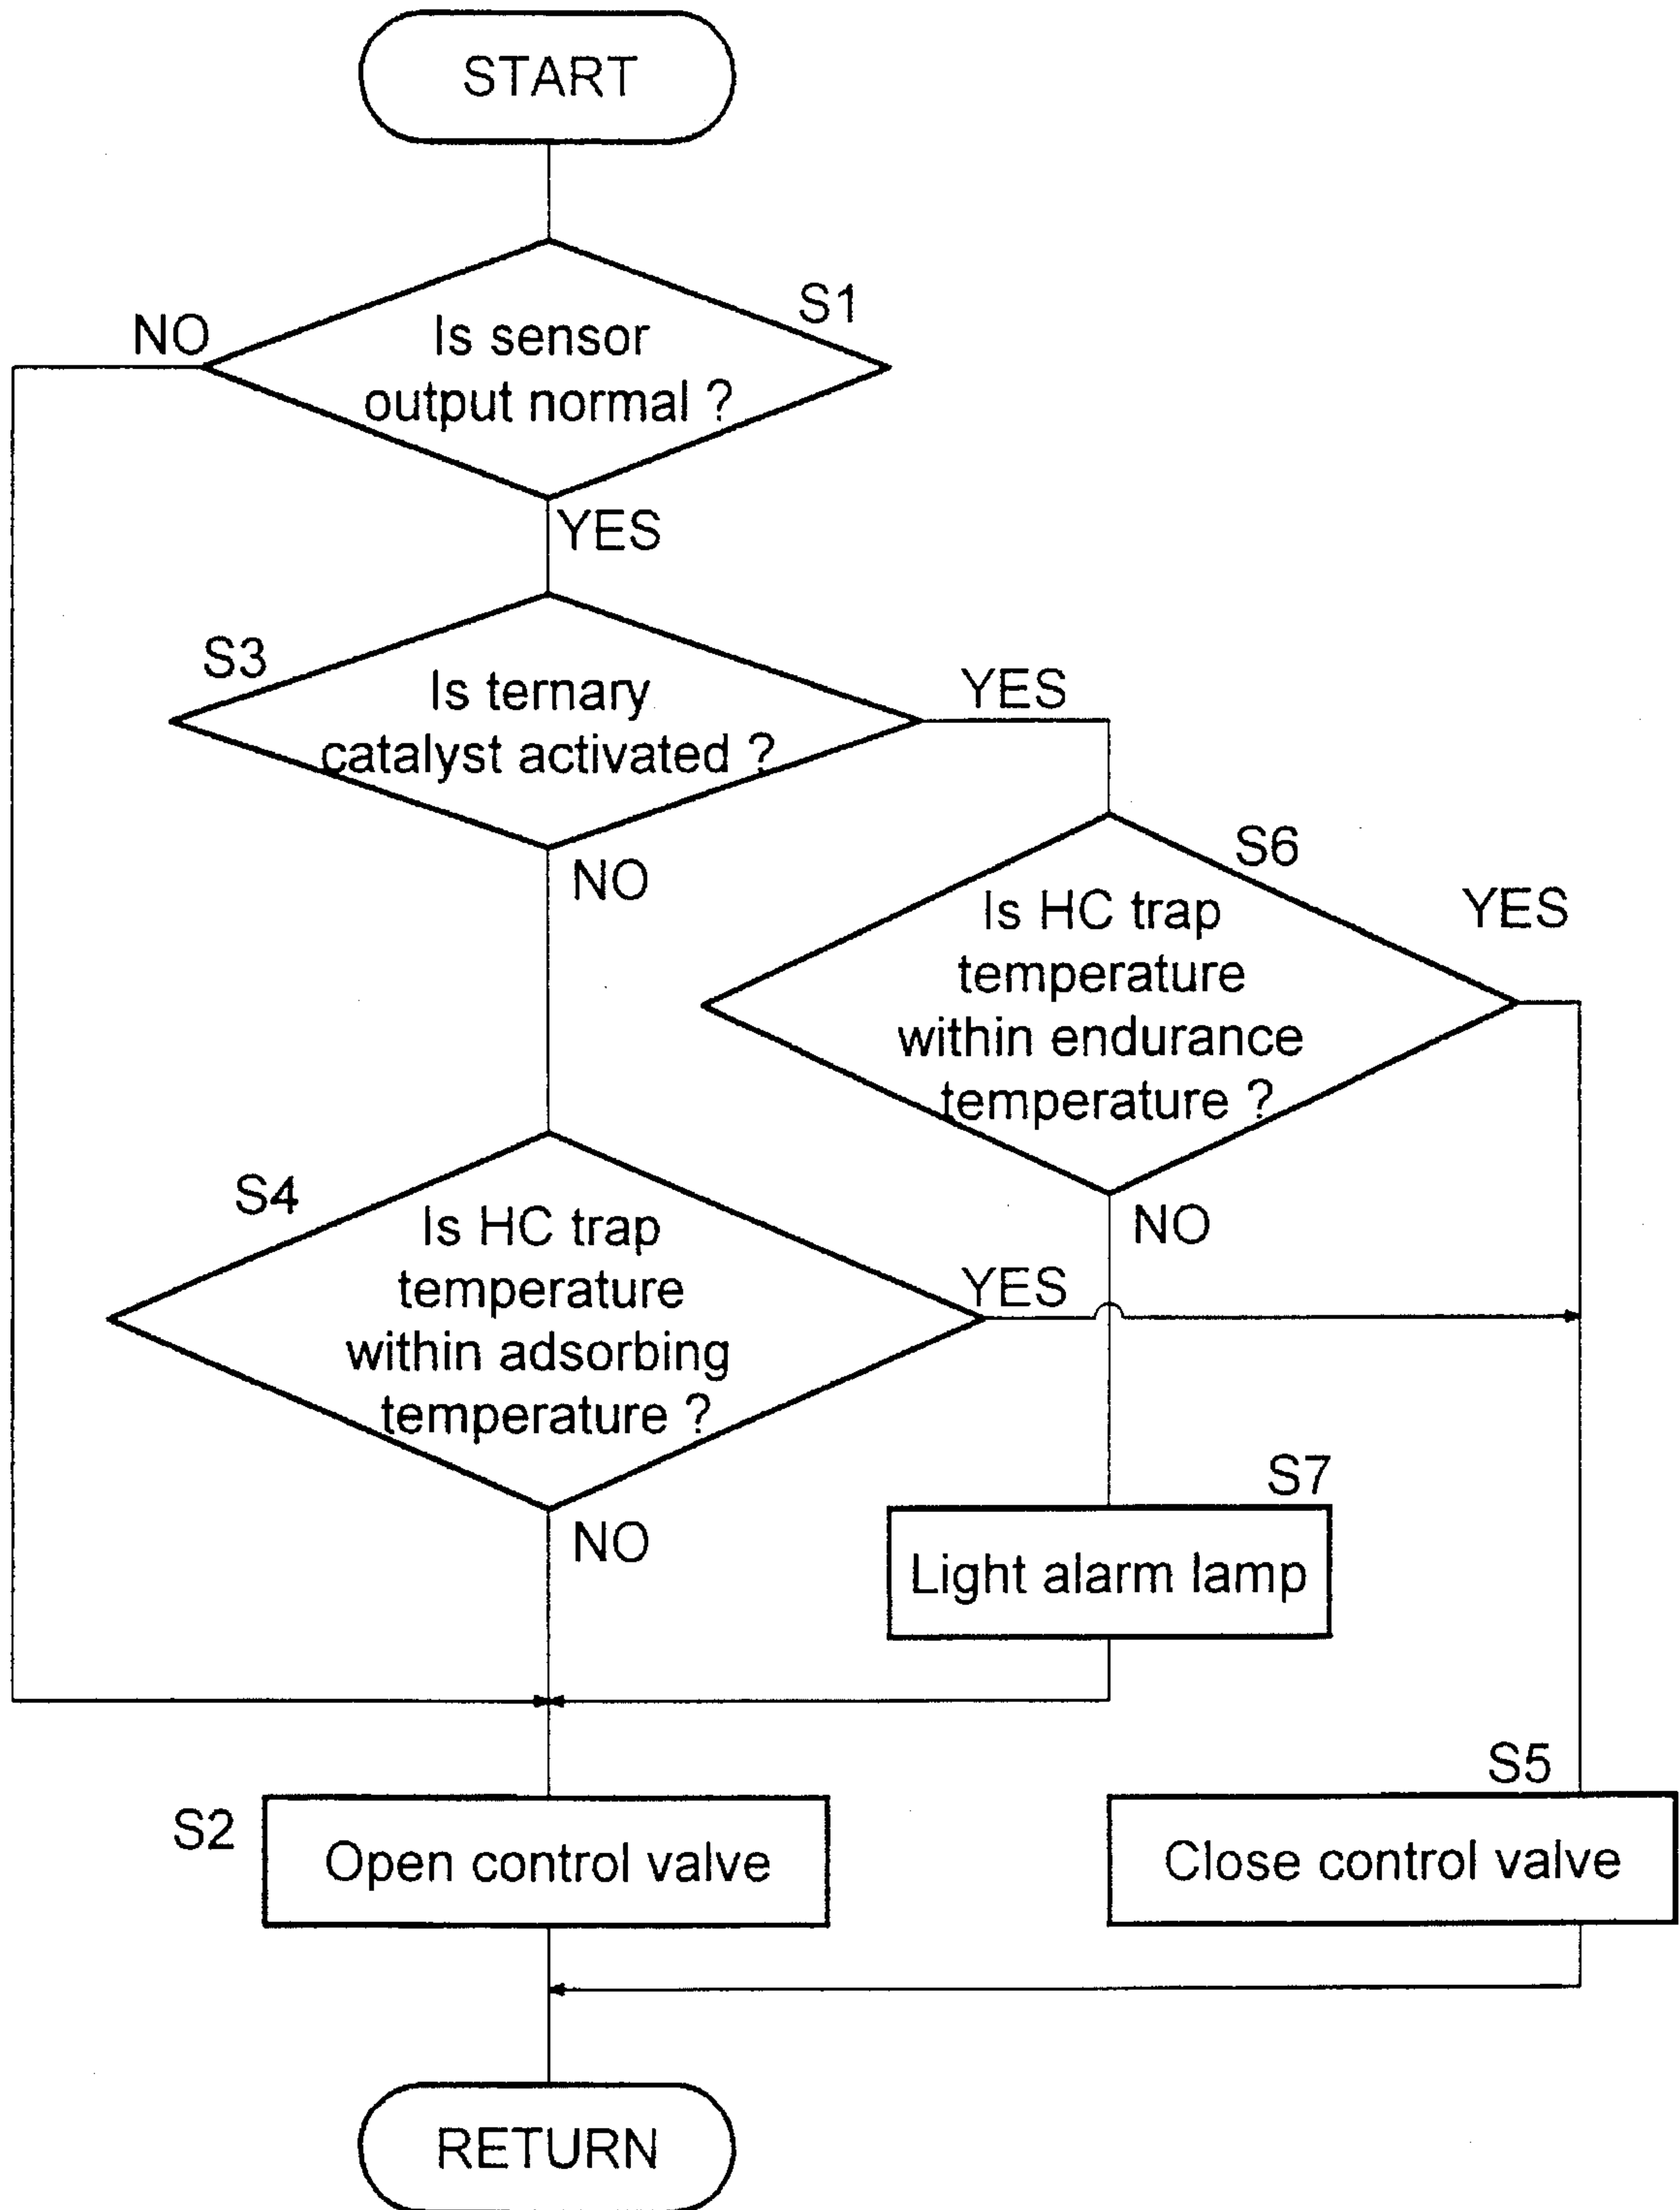 START
S1
NO
Is sensor
output normal ?
YES
S3
Is ternary
catalyst activated ?
YES
NO
S6
Is HC trap
temperature
within endurance
temperature ?
YES
NO
S4
Is HC trap
temperature
within adsorbing
temperature ?
YES
NO
S7
Light alarm lamp
S2
Open control valve
S5
Close control valve
RETURN